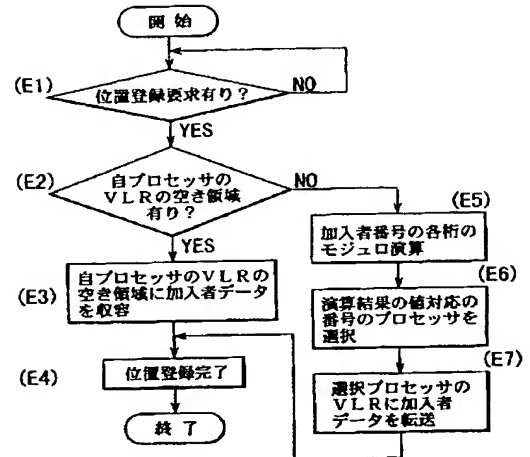 開始
(E1)
位置登録要求有り？
NO
YES
(E2)
自プロセッサの
ＶＬＲの空き領域
有り？
NO
YES
(E3)
自プロセッサのＶＬＲの
空き領域に加入者データ
を収容
(E4)
位置登録完了
終了
(E5)
加入者番号の各桁の
モジュロ演算
(E6)
演算結果の値対応の
番号のプロセッサを
選択
(E7)
選択プロセッサの
ＶＬＲに加入者
データを転送